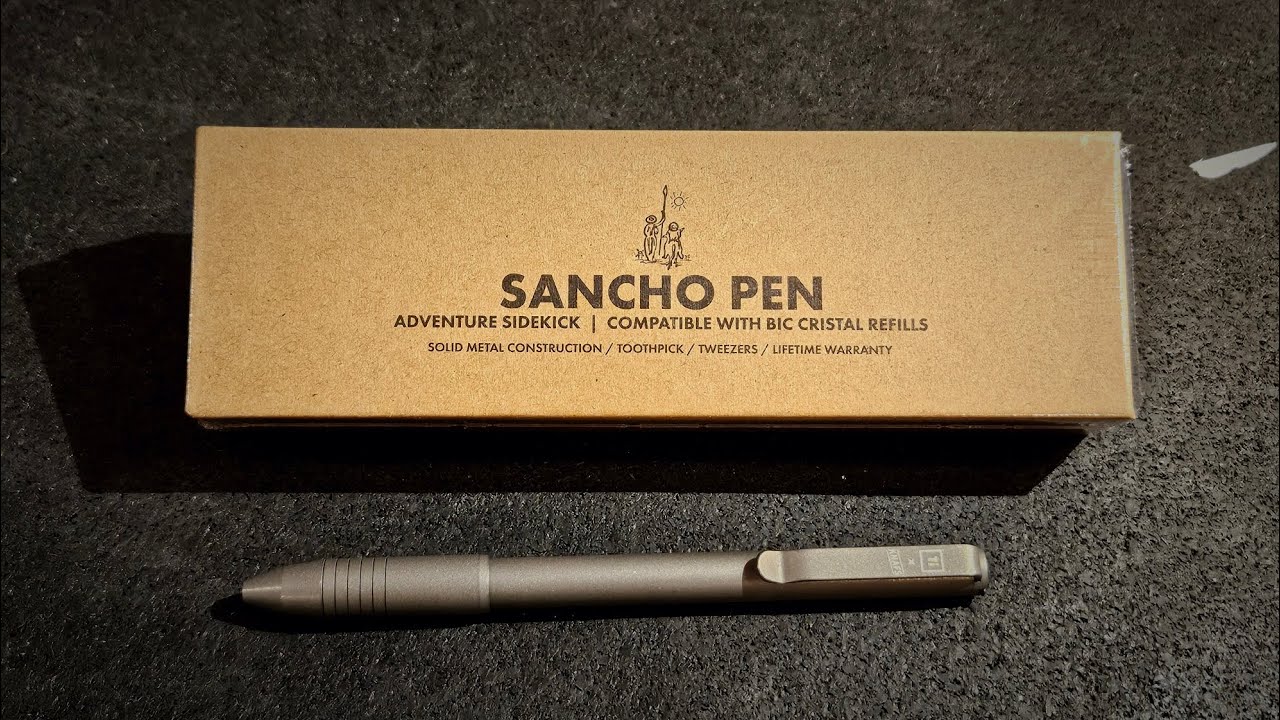 SANCHO PEN
ADVENTURE SIDEKICK | COMPATIBLE WITH BIC CRISTAL REFILLS
SOLID METAL CONSTRUCTION / TOOTHPICK / TWEEZERS / LIFETIME WARRANTY